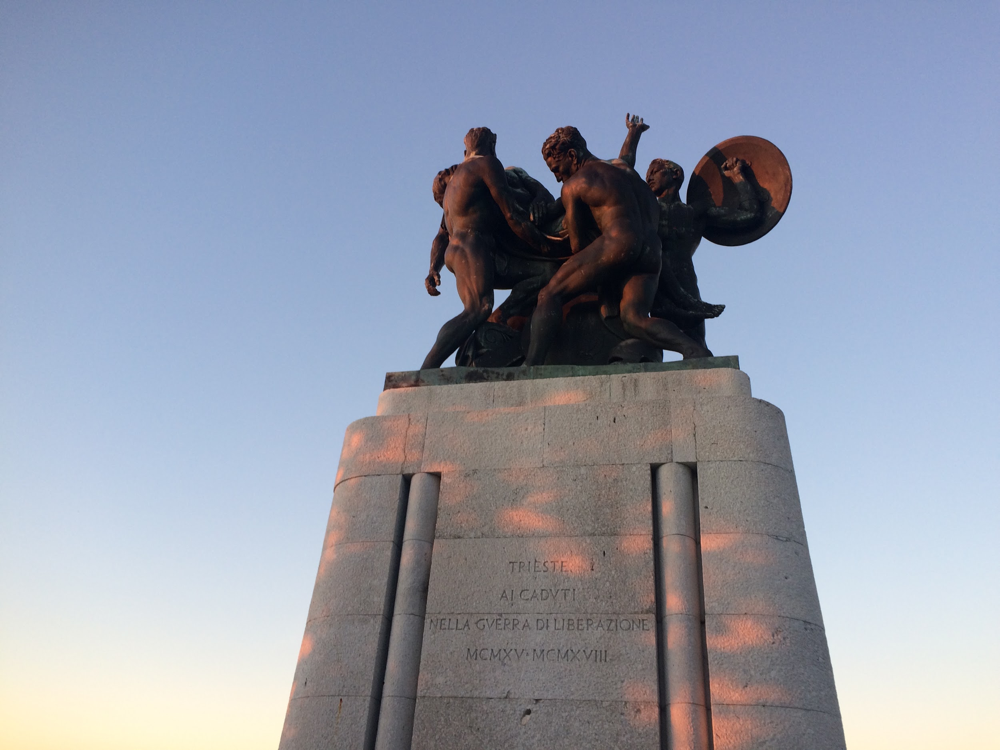 TRIESTE
AI CADVTI
NELLA GVERRA DI LIBERAZIONE
MCMXV·MCMXVIII